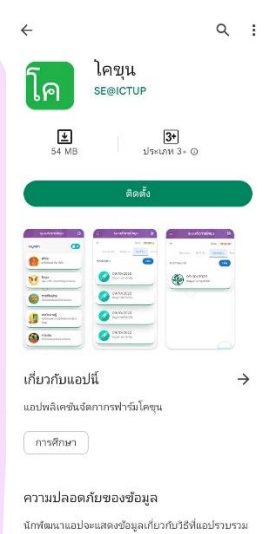 โคขุน
โค
SE@ICTUP
54 MB
3+
ประเภท 3+
ติดตั้ง
เกี่ยวกับแอปนี้
แอปพลิเคชันจัดการฟาร์มโคขุน
การศึกษา
ความปลอดภัยของข้อมูล
นักพัฒนาแอปจะแสดงข้อมูลเกี่ยวกับวิธีที่แอปรวบรวม